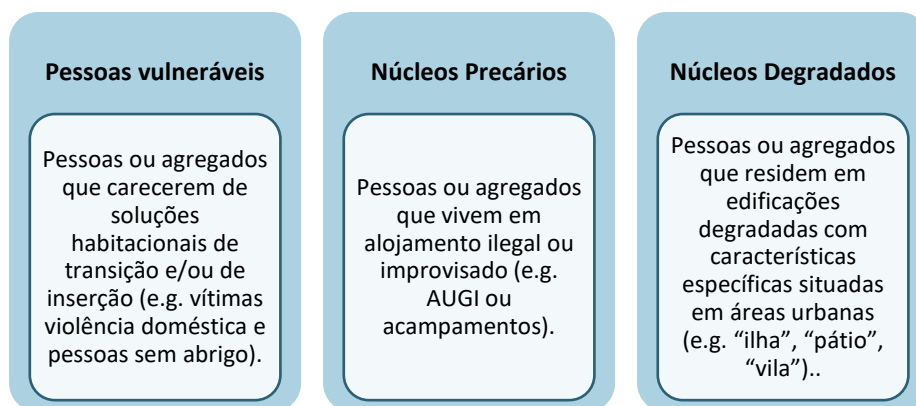 Pessoas vulneráveis
Pessoas ou agregados
que carecerem de
soluções
habitacionais de
transição e/ou de
inserção (e.g. vítimas
violência doméstica e
pessoas sem abrigo).
Núcleos Precários
Pessoas ou agregados
que vivem em
alojamento ilegal ou
improvisado (e.g.
AUGI ou
acampamentos).
Núcleos Degradados
Pessoas ou agregados
que residem em
edificações
degradadas com
características
específicas situadas
em áreas urbanas
(e.g. “ilha”, “pátio”,
“vila”)..